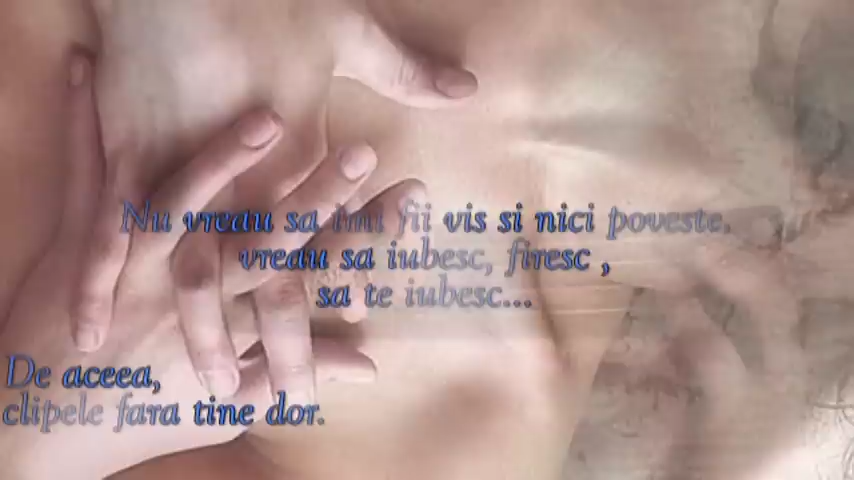 Nu vreau sa imi fii vis si nici poveste.
vreau sa iubesc, firesc ,
sa te iubesc...
De aceea,
clipele fara tine dor.